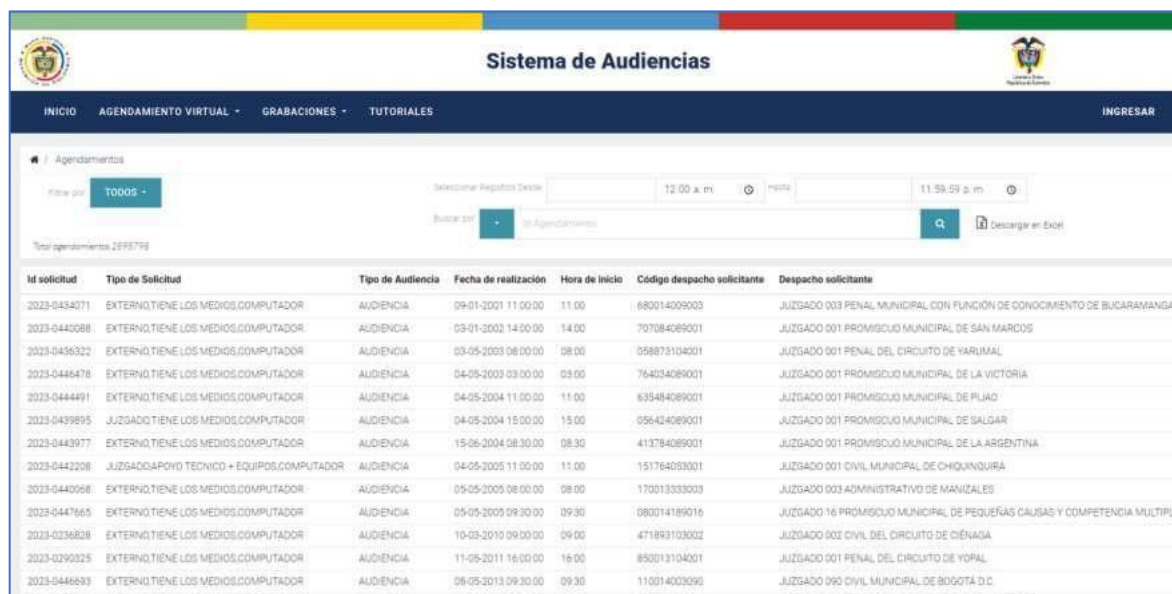 Sistema de Audiencias
INICIO AGENDAMIENTO VIRTUAL GRABACIONES TUTORIALES INGRESAR
/ Agendamientos
Filtrar por TODOS Seleccionar Registros Desde 12:00 a. m. Hasta 11:59:59 p. m.
Buscar por Id Agendamiento Descargar en Excel
Total agendamientos 2895798
Id solicitud Tipo de Solicitud Tipo de Audiencia Fecha de realización Hora de inicio Código despacho solicitante Despacho solicitante
2023-0434071 EXTERNO,TIENE LOS MEDIOS,COMPUTADOR AUDIENCIA 09-01-2001 11:00:00 11:00 680014009003 JUZGADO 003 PENAL MUNICIPAL CON FUNCIÓN DE CONOCIMIENTO DE BUCARAMANGA
2023-0440088 EXTERNO,TIENE LOS MEDIOS,COMPUTADOR AUDIENCIA 03-01-2002 14:00:00 14:00 707084089001 JUZGADO 001 PROMISCUO MUNICIPAL DE SAN MARCOS
2023-0436322 EXTERNO,TIENE LOS MEDIOS,COMPUTADOR AUDIENCIA 03-05-2003 08:00:00 08:00 058873104001 JUZGADO 001 PENAL DEL CIRCUITO DE YARUMAL
2023-0446478 EXTERNO,TIENE LOS MEDIOS,COMPUTADOR AUDIENCIA 04-05-2003 03:00:00 03:00 764034089001 JUZGADO 001 PROMISCUO MUNICIPAL DE LA VICTORIA
2023-0444491 EXTERNO,TIENE LOS MEDIOS,COMPUTADOR AUDIENCIA 04-05-2004 11:00:00 11:00 635484089001 JUZGADO 001 PROMISCUO MUNICIPAL DE PIJAO
2023-0439895 JUZGADO,TIENE LOS MEDIOS,COMPUTADOR AUDIENCIA 04-05-2004 15:00:00 15:00 056424089001 JUZGADO 001 PROMISCUO MUNICIPAL DE SALGAR
2023-0443977 EXTERNO,TIENE LOS MEDIOS,COMPUTADOR AUDIENCIA 15-06-2004 08:30:00 08:30 413784089001 JUZGADO 001 PROMISCUO MUNICIPAL DE LA ARGENTINA
2023-0442208 JUZGADO,APOYO TECNICO + EQUIPOS,COMPUTADOR AUDIENCIA 04-05-2005 11:00:00 11:00 151764053001 JUZGADO 001 CIVIL MUNICIPAL DE CHIQUINQUIRÁ
2023-0440068 EXTERNO,TIENE LOS MEDIOS,COMPUTADOR AUDIENCIA 05-05-2005 08:00:00 08:00 170013333003 JUZGADO 003 ADMINISTRATIVO DE MANIZALES
2023-0447665 EXTERNO,TIENE LOS MEDIOS,COMPUTADOR AUDIENCIA 05-05-2005 09:30:00 09:30 080014189016 JUZGADO 16 PROMISCUO MUNICIPAL DE PEQUEÑAS CAUSAS Y COMPETENCIA MULTIPL
2023-0236828 EXTERNO,TIENE LOS MEDIOS,COMPUTADOR AUDIENCIA 10-03-2010 09:00:00 09:00 471893103002 JUZGADO 002 CIVIL DEL CIRCUITO DE CIÉNAGA
2023-0290325 EXTERNO,TIENE LOS MEDIOS,COMPUTADOR AUDIENCIA 11-05-2011 16:00:00 16:00 850013104001 JUZGADO 001 PENAL DEL CIRCUITO DE YOPAL
2023-0446693 EXTERNO,TIENE LOS MEDIOS,COMPUTADOR AUDIENCIA 08-05-2013 09:30:00 09:30 110014003090 JUZGADO 090 CIVIL MUNICIPAL DE BOGOTÁ D.C.